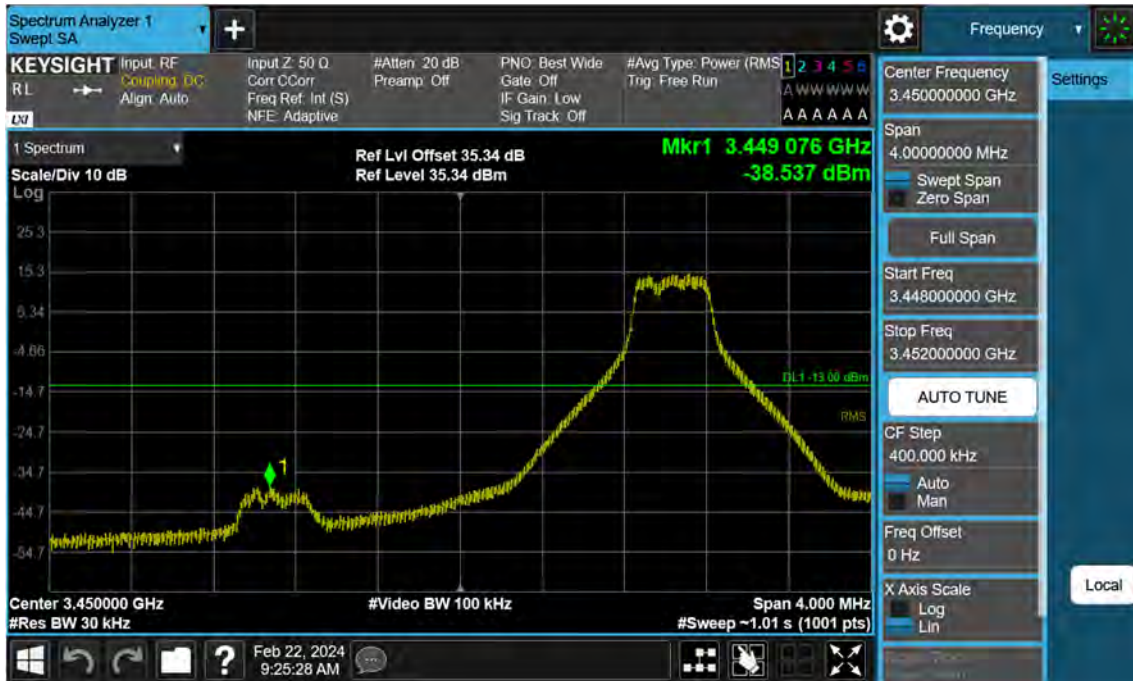 Spectrum Analyzer 1
Swept SA
Frequency
KEYSIGHT
RL
LXI
Input: RF
Coupling: DC
Align: Auto
Input Z: 50 Ω
Corr CCorr
Freq Ref: Int (S)
NFE: Adaptive
#Atten: 20 dB
Preamp: Off
PNO: Best Wide
Gate: Off
IF Gain: Low
Sig Track: Off
#Avg Type: Power (RMS
Trig: Free Run
1 2 3 4 5 6
A W W W W W
A A A A A A
1 Spectrum
Scale/Div 10 dB
Ref Lvl Offset 35.34 dB
Ref Level 35.34 dBm
Mkr1 3.449 076 GHz
-38.537 dBm
Log
25.3
15.3
5.34
-4.66
-14.7
-24.7
-34.7
-44.7
-54.7
DL1 -13.00 dBm
RMS
1
Center 3.450000 GHz
#Res BW 30 kHz
#Video BW 100 kHz
Span 4.000 MHz
#Sweep ~1.01 s (1001 pts)
Feb 22, 2024
9:25:28 AM
Center Frequency
3.450000000 GHz
Settings
Span
4.00000000 MHz
Swept Span
Zero Span
Full Span
Start Freq
3.448000000 GHz
Stop Freq
3.452000000 GHz
AUTO TUNE
CF Step
400.000 kHz
Auto
Man
Freq Offset
0 Hz
X Axis Scale
Log
Lin
Local